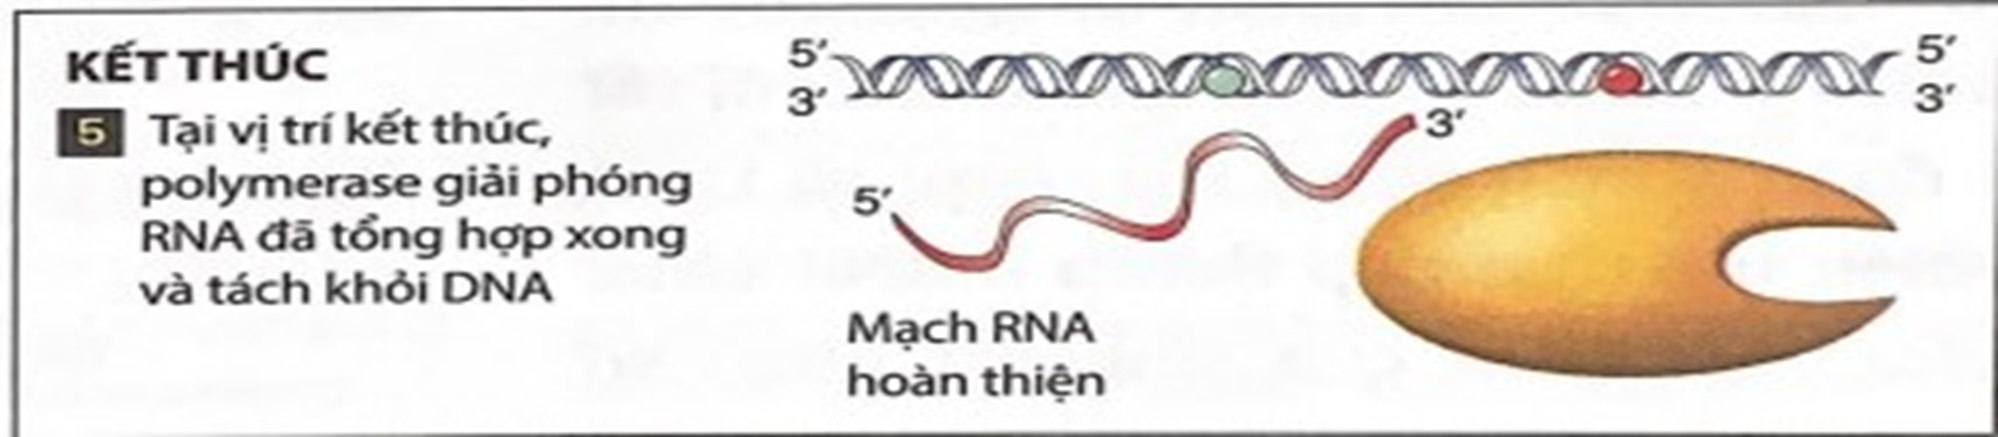 KẾT THÚC
5 Tại vị trí kết thúc,
polymerase giải phóng
RNA đã tổng hợp xong
và tách khỏi DNA
5′
3′
5′
3′
3′
5′
Mạch RNA
hoàn thiện